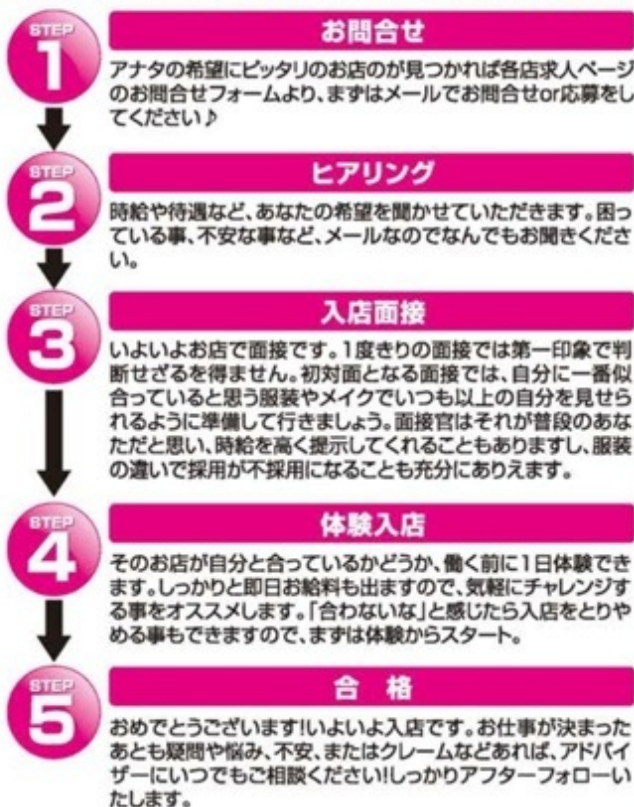 STEP
1
お問合せ
アナタの希望にピッタリのお店のが見つかれば各店求人ページ
のお問合せフォームより、まずはメールでお問合せor応募をし
てください♪
STEP
2
ヒアリング
時給や待遇など、あなたの希望を聞かせていただきます。困っ
ている事、不安な事など、メールなのでなんでもお聞きくださ
い。
STEP
3
入店面接
いよいよお店で面接です。1度きりの面接では第一印象で判
断せざるを得ません。初対面となる面接では、自分に一番似
合っていると思う服装やメイクでいつも以上の自分を見せら
れるように準備して行きましょう。面接官はそれが普段のあな
ただと思い、時給を高く提示してくれることもありますし、服装
の違いで採用が不採用になることも充分にありえます。
STEP
4
体験入店
そのお店が自分と合っているかどうか、働く前に1日体験でき
ます。しっかりと即日お給料も出ますので、気軽にチャレンジす
る事をオススメします。「合わないな」と感じたら入店をとりや
める事もできますので、まずは体験からスタート。
STEP
5
合 格
おめでとうございます!いよいよ入店です。お仕事が決まった
あとも疑問や悩み、不安、またはクレームなどあれば、アドバイ
ザーにいつでもご相談ください!しっかりアフターフォローい
たします。